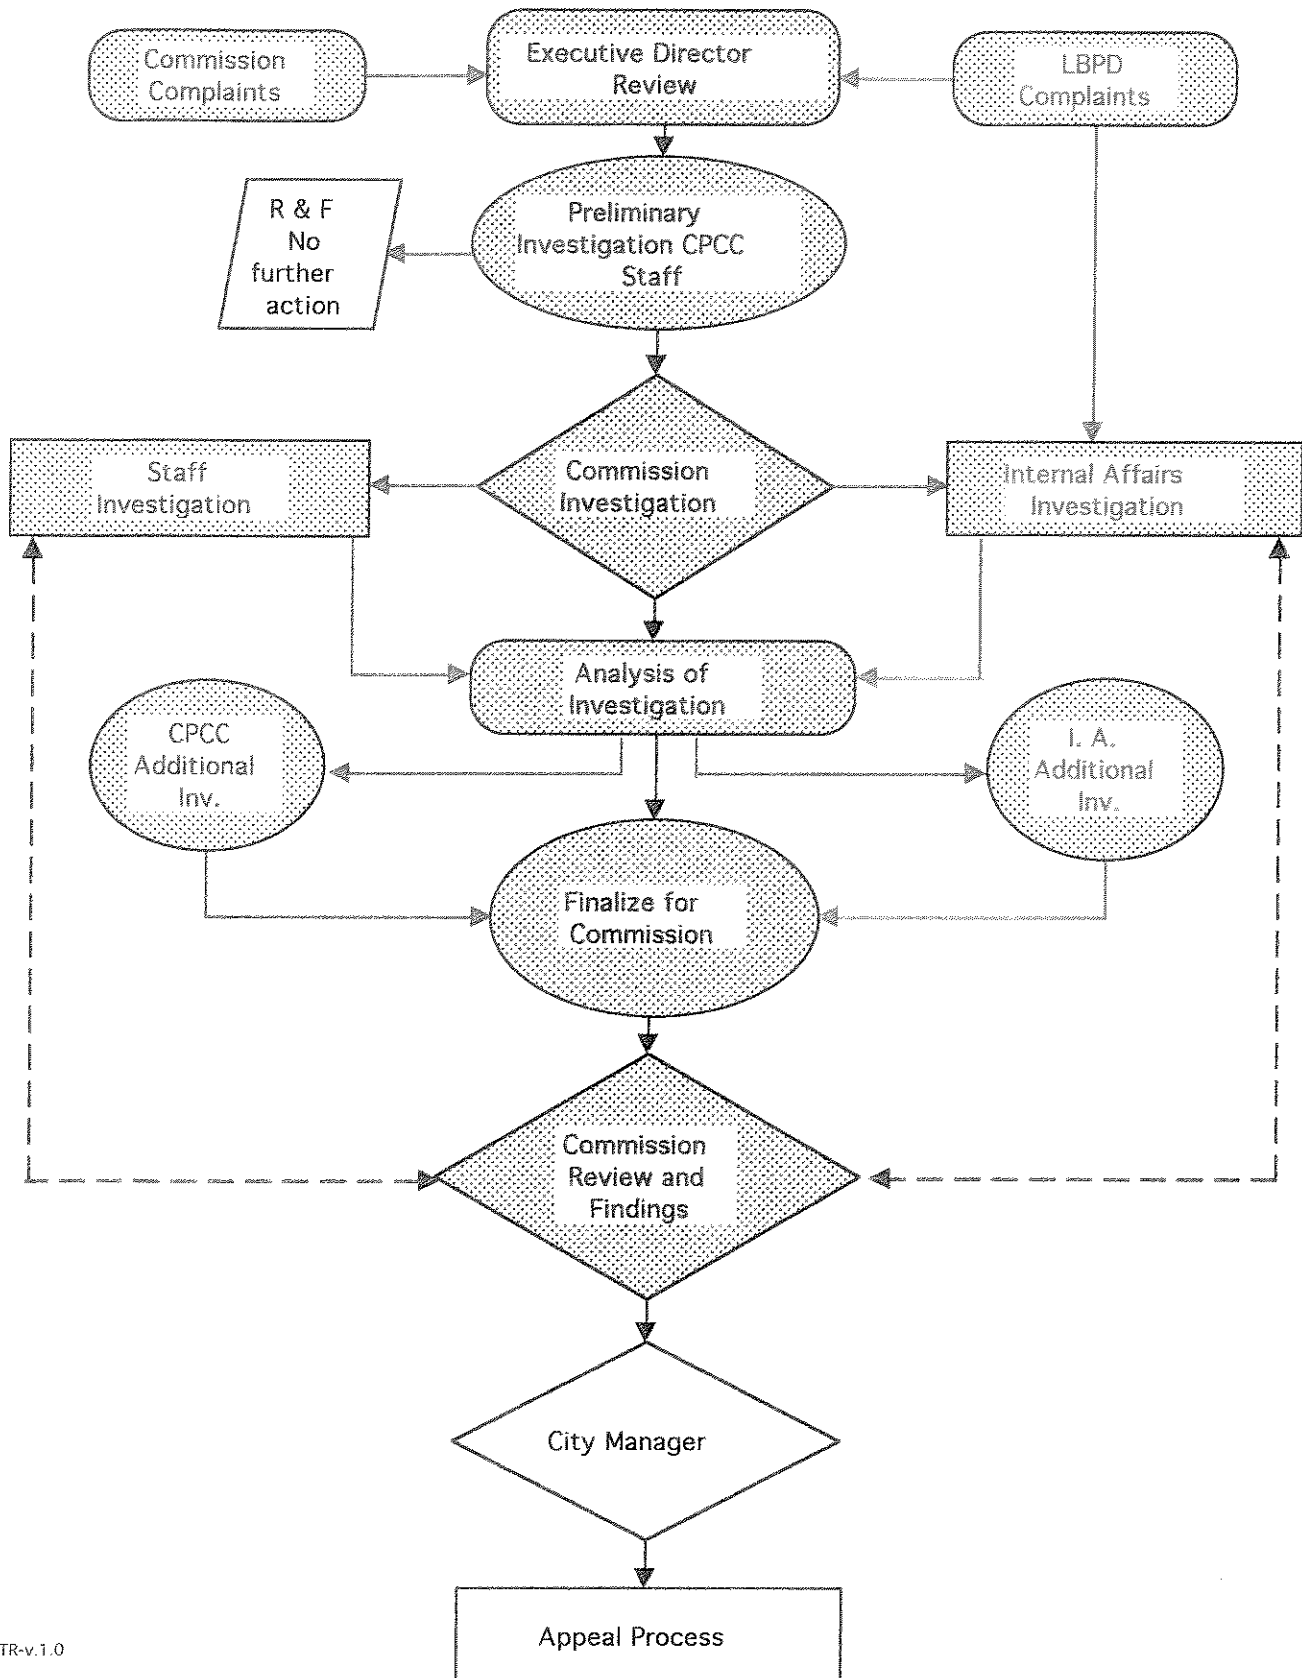 Commission
Complaints
Executive Director
Review
LBPD
Complaints
R & F
No
further
action
Preliminary
Investigation CPCC
Staff
Staff
Investigation
Commission
Investigation
Internal Affairs
Investigation
Analysis of
Investigation
CPCC
Additional
Inv.
I. A.
Additional
Inv.
Finalize for
Commission
Commission
Review and
Findings
City Manager
Appeal Process
TR-v.1.0